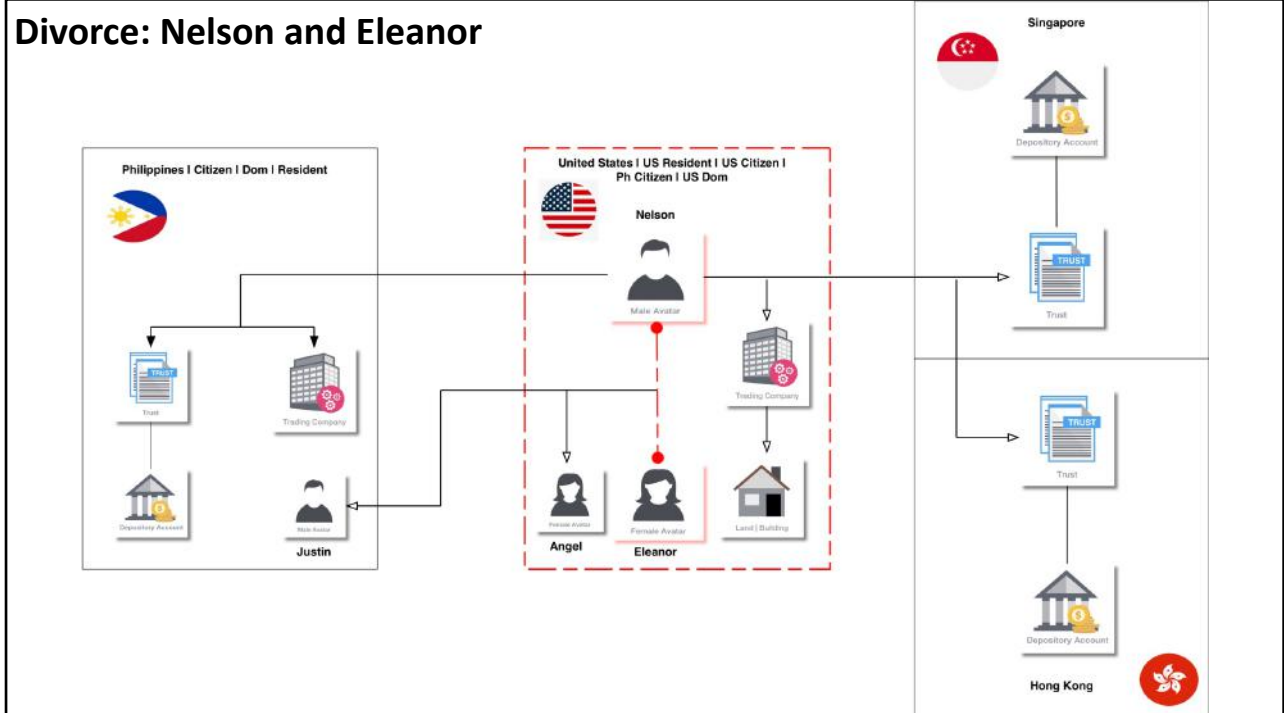 Divorce: Nelson and Eleanor
Singapore
Depository Account
TRUST
Trust
Philippines I Citizen I Dom I Resident
TRUST
Trust
Trading Company
Depository Account
Male Avatar
Justin
United States I US Resident I US Citizen I
Ph Citizen I US Dom
Nelson
Male Avatar
Trading Company
Female Avatar
Angel
Female Avatar
Eleanor
Land | Building
TRUST
Trust
Depository Account
Hong Kong